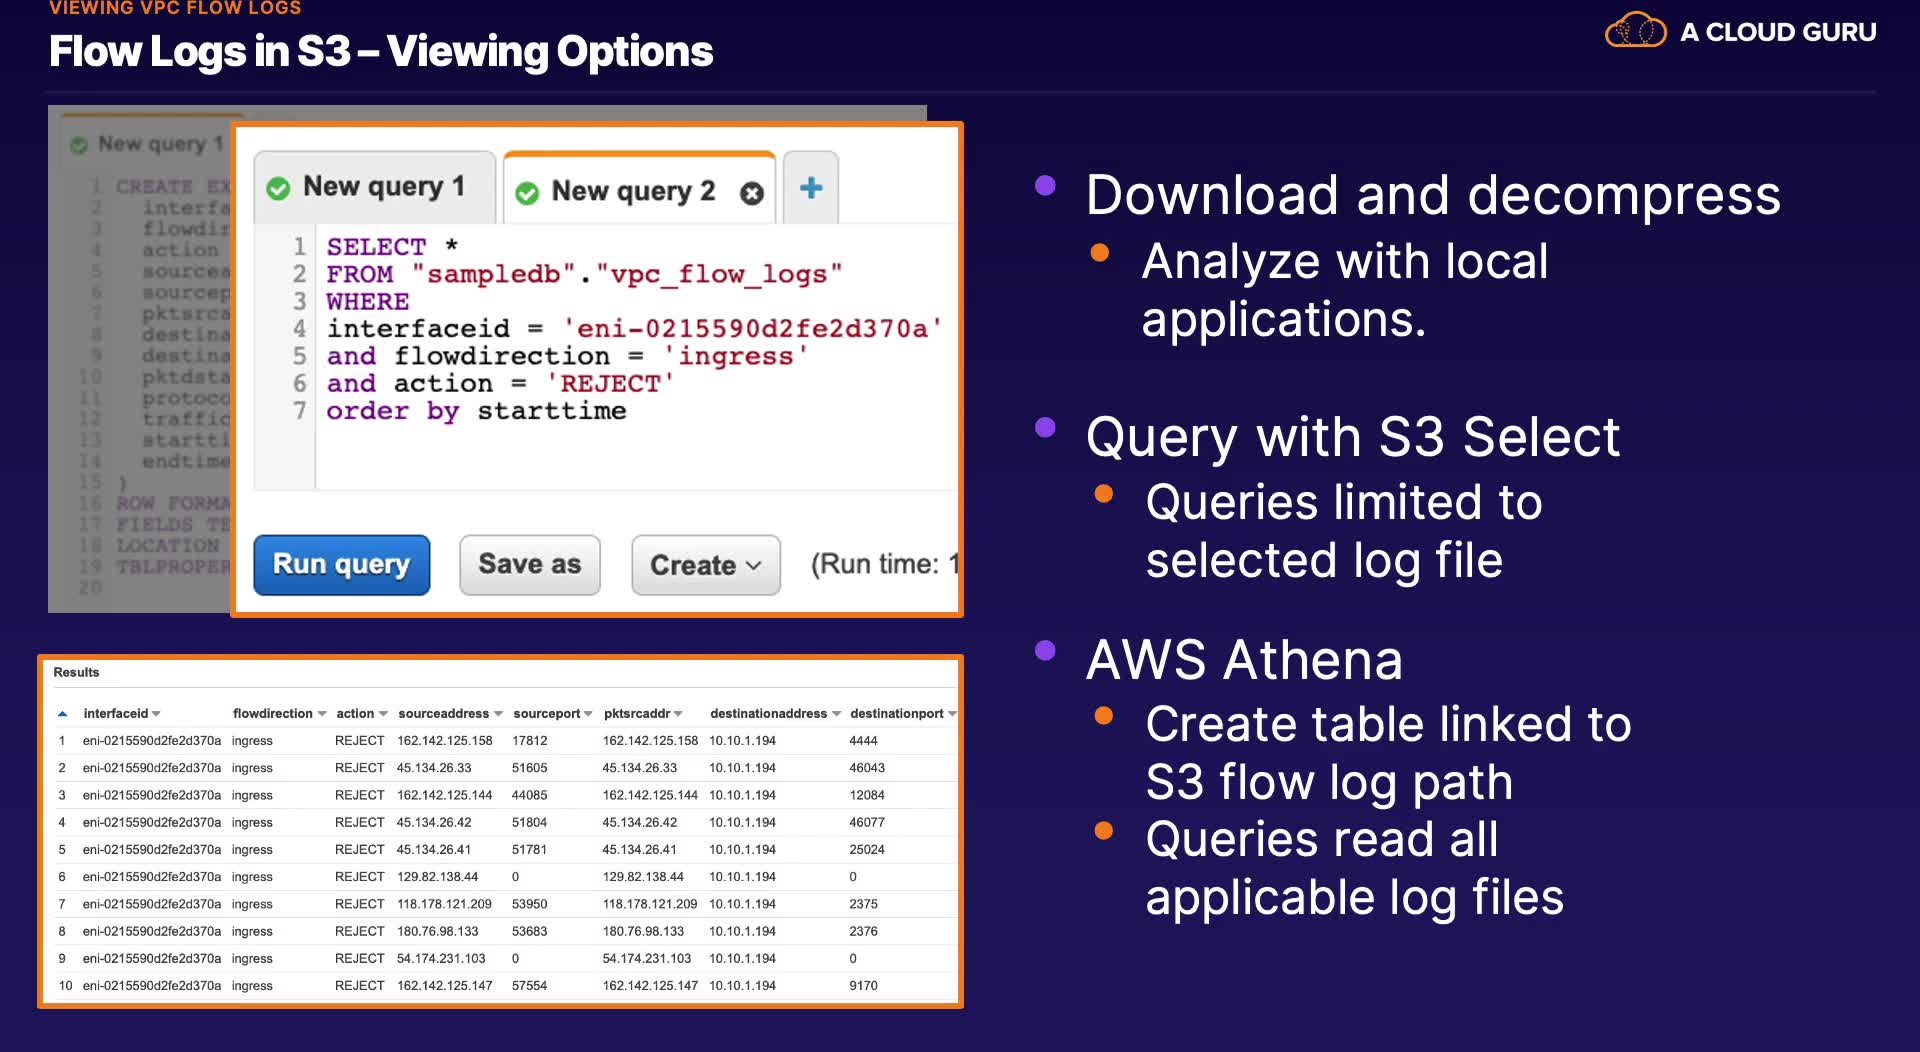 VIEWING VPC FLOW LOGS
Flow Logs in S3 – Viewing Options
A CLOUD GURU
New query 1
1 CREATE EX
2 interfa
3 flowdir
4 action
5 sourcea
6 sourcep
7 pktsrca
8 destina
9 destina
10 pktdsta
11 protoco
12 traffic
13 startti
14 endtime
15 )
16 ROW FORMA
17 FIELDS TE
18 LOCATION
19 TBLPROPER
20
New query 1
New query 2
1 SELECT *
2 FROM "sampledb"."vpc_flow_logs"
3 WHERE
4 interfaceid = 'eni-0215590d2fe2d370a'
5 and flowdirection = 'ingress'
6 and action = 'REJECT'
7 order by starttime
Run query Save as Create (Run time: 1
Results
interfaceid flowdirection action sourceaddress sourceport pktsrcaddr destinationaddress destinationport
1 eni-0215590d2fe2d370a ingress REJECT 162.142.125.158 17812 162.142.125.158 10.10.1.194 4444
2 eni-0215590d2fe2d370a ingress REJECT 45.134.26.33 51605 45.134.26.33 10.10.1.194 46043
3 eni-0215590d2fe2d370a ingress REJECT 162.142.125.144 44085 162.142.125.144 10.10.1.194 12084
4 eni-0215590d2fe2d370a ingress REJECT 45.134.26.42 51804 45.134.26.42 10.10.1.194 46077
5 eni-0215590d2fe2d370a ingress REJECT 45.134.26.41 51781 45.134.26.41 10.10.1.194 25024
6 eni-0215590d2fe2d370a ingress REJECT 129.82.138.44 0 129.82.138.44 10.10.1.194 0
7 eni-0215590d2fe2d370a ingress REJECT 118.178.121.209 53950 118.178.121.209 10.10.1.194 2375
8 eni-0215590d2fe2d370a ingress REJECT 180.76.98.133 53683 180.76.98.133 10.10.1.194 2376
9 eni-0215590d2fe2d370a ingress REJECT 54.174.231.103 0 54.174.231.103 10.10.1.194 0
10 eni-0215590d2fe2d370a ingress REJECT 162.142.125.147 57554 162.142.125.147 10.10.1.194 9170
Download and decompress
Analyze with local
applications.
Query with S3 Select
Queries limited to
selected log file
AWS Athena
Create table linked to
S3 flow log path
Queries read all
applicable log files